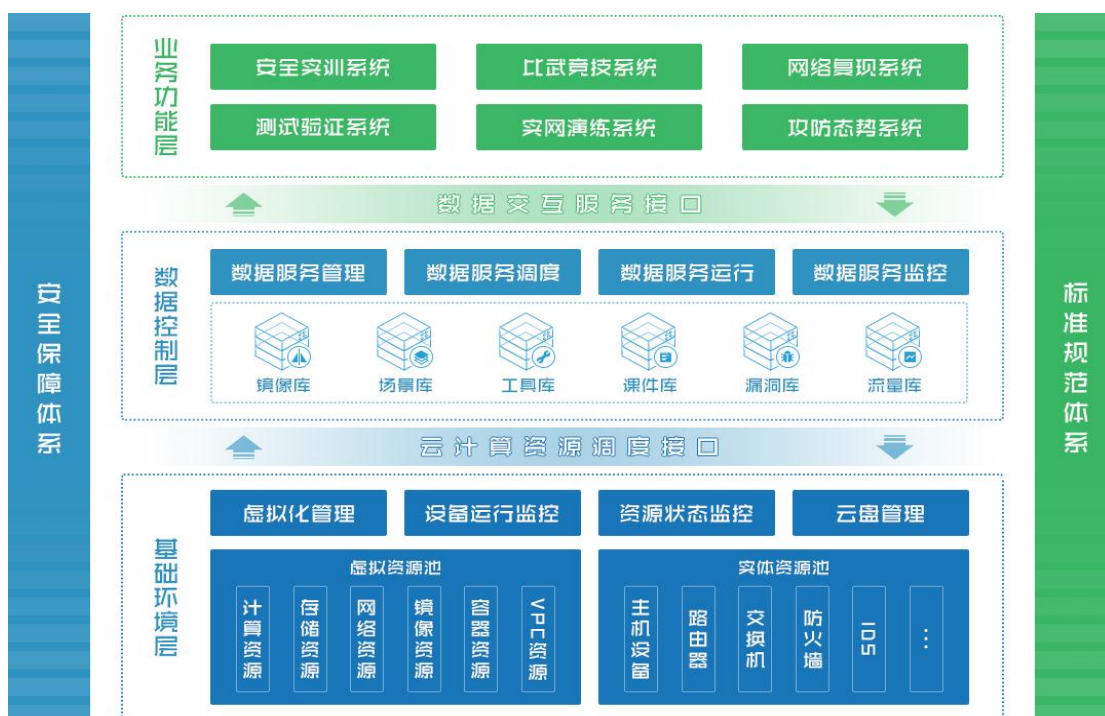 安全保障体系
业务功能层
安全实训系统
比武竞技系统
网络复现系统
测试验证系统
实网演练系统
攻防态势系统
数据交互服务接口
数据控制层
数据服务管理
数据服务调度
数据服务运行
数据服务监控
镜像库
场景库
工具库
课件库
漏洞库
流量库
云计算资源调度接口
基础环境层
虚拟化管理
设备运行监控
资源状态监控
云盘管理
虚拟资源池
计算资源
存储资源
网络资源
镜像资源
容器资源
VPC资源
实体资源池
主机设备
路由器
交换机
防火墙
IDS
...
标准规范体系